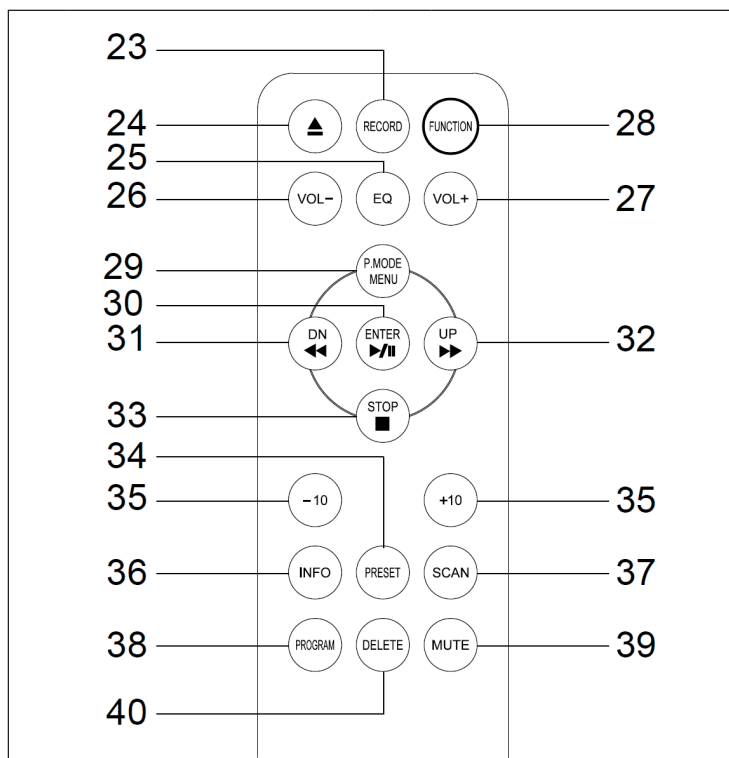 23
24 ⏏ RECORD FUNCTION 28
25
26 VOL− EQ VOL+ 27
29 P.MODE
MENU
30
31 DN
◀◀ ENTER
▶/II UP
▶▶ 32
33 STOP
■
34
35 −10 +10 35
36 INFO PRESET SCAN 37
38 PROGRAM DELETE MUTE 39
40